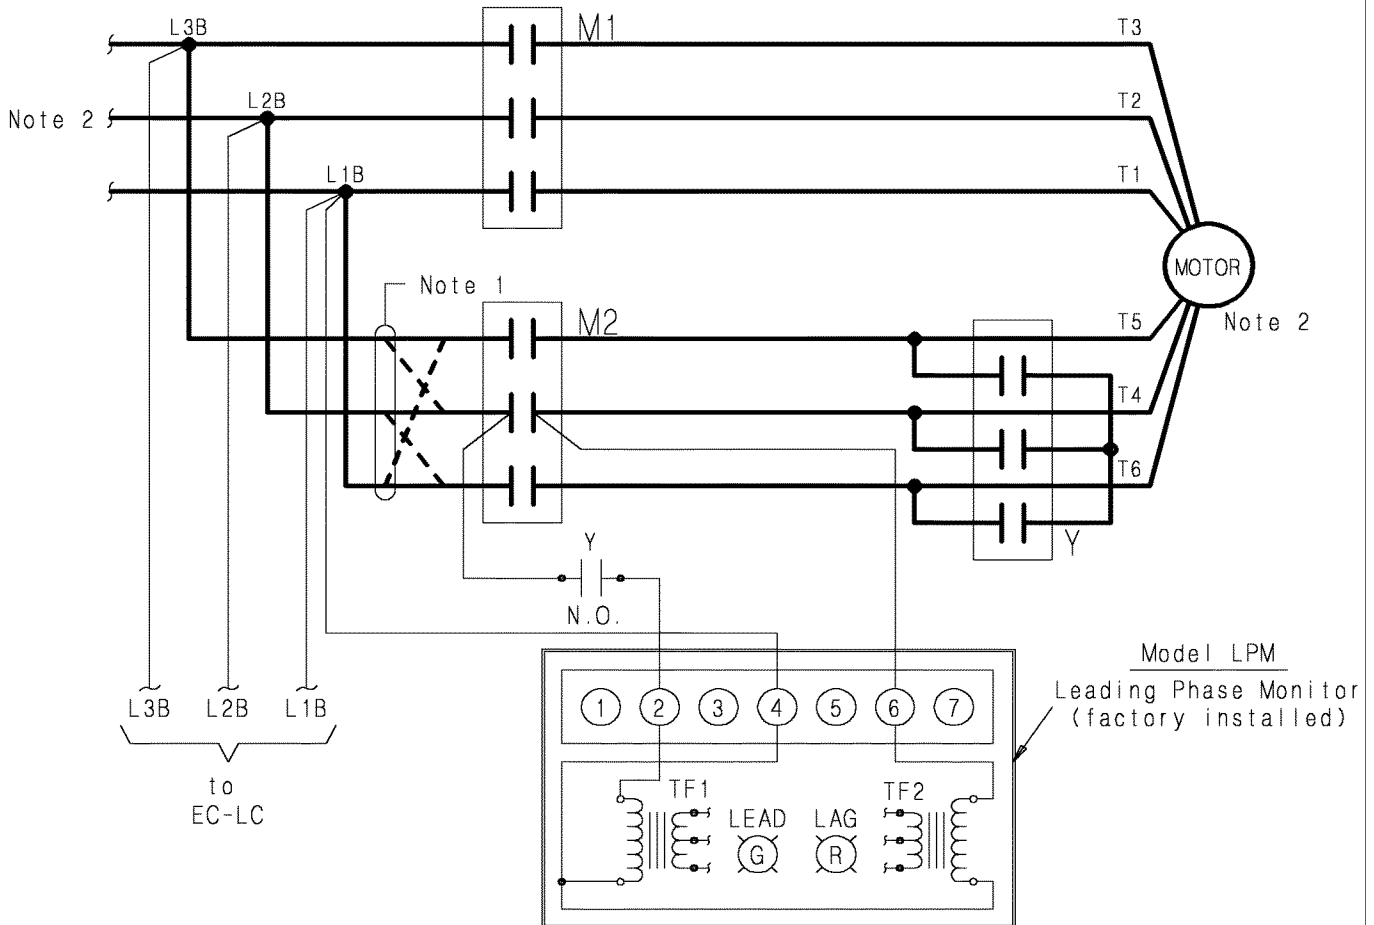 L3B
M1
T3
L2B
Note 2
T2
L1B
T1
MOTOR
Note 1
M2
T5
Note 2
T4
T6
Y
Y
N.O.
Model LPM
Leading Phase Monitor
(factory installed)
L3B L2B L1B
1 2 3 4 5 6 7
to
EC-LC
TF1
TF2
LEAD LAG
G R